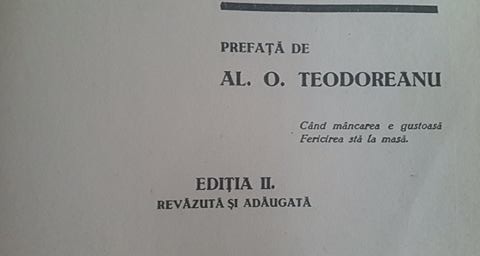 PREFAȚĂ DE
AL. O. TEODOREANU
Când mâncarea e gustoasă
Fericirea stă la masă.
EDIȚIA II.
REVĂZUTĂ ȘI ADĂUGATĂ